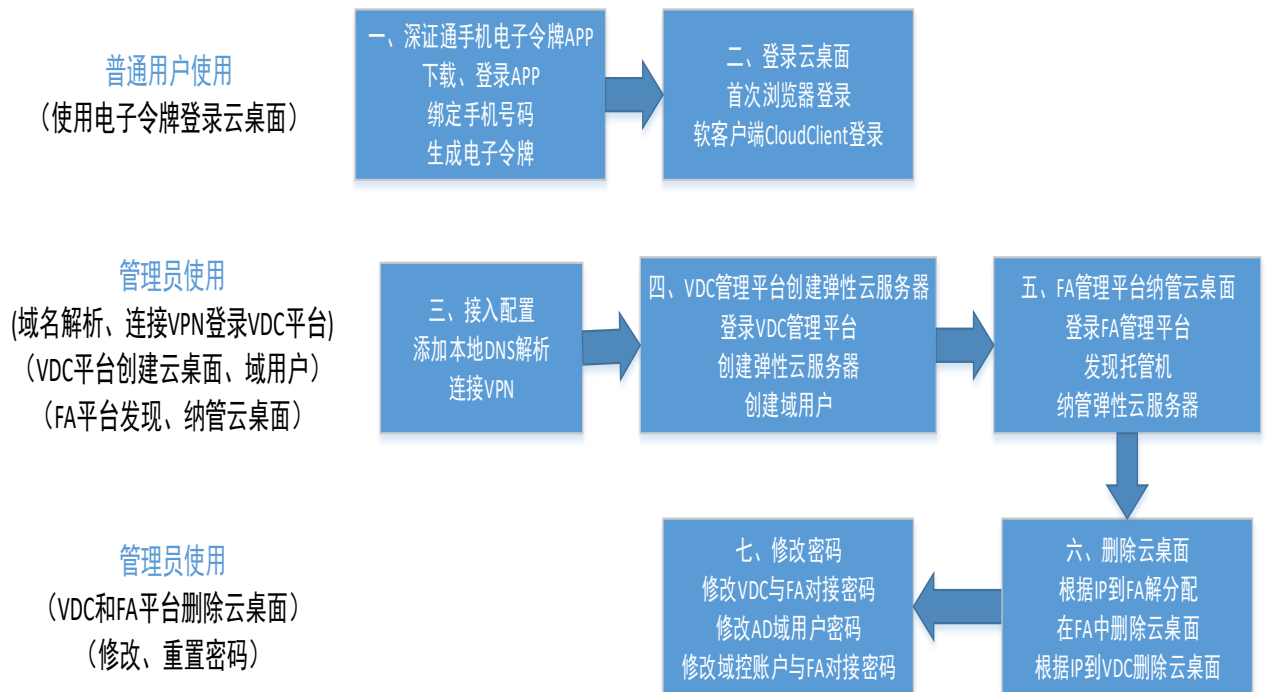 普通用户使用
（使用电子令牌登录云桌面）
一、深证通手机电子令牌APP
下载、登录APP
绑定手机号码
生成电子令牌
二、登录云桌面
首次浏览器登录
软客户端CloudClient登录
管理员使用
(域名解析、连接VPN登录VDC平台)
（VDC平台创建云桌面、域用户）
（FA平台发现、纳管云桌面）
三、接入配置
添加本地DNS解析
连接VPN
四、VDC管理平台创建弹性云服务器
登录VDC管理平台
创建弹性云服务器
创建域用户
五、FA管理平台纳管云桌面
登录FA管理平台
发现托管机
纳管弹性云服务器
管理员使用
（VDC和FA平台删除云桌面）
（修改、重置密码）
七、修改密码
修改VDC与FA对接密码
修改AD域用户密码
修改域控账户与FA对接密码
六、删除云桌面
根据IP到FA解分配
在FA中删除云桌面
根据IP到VDC删除云桌面